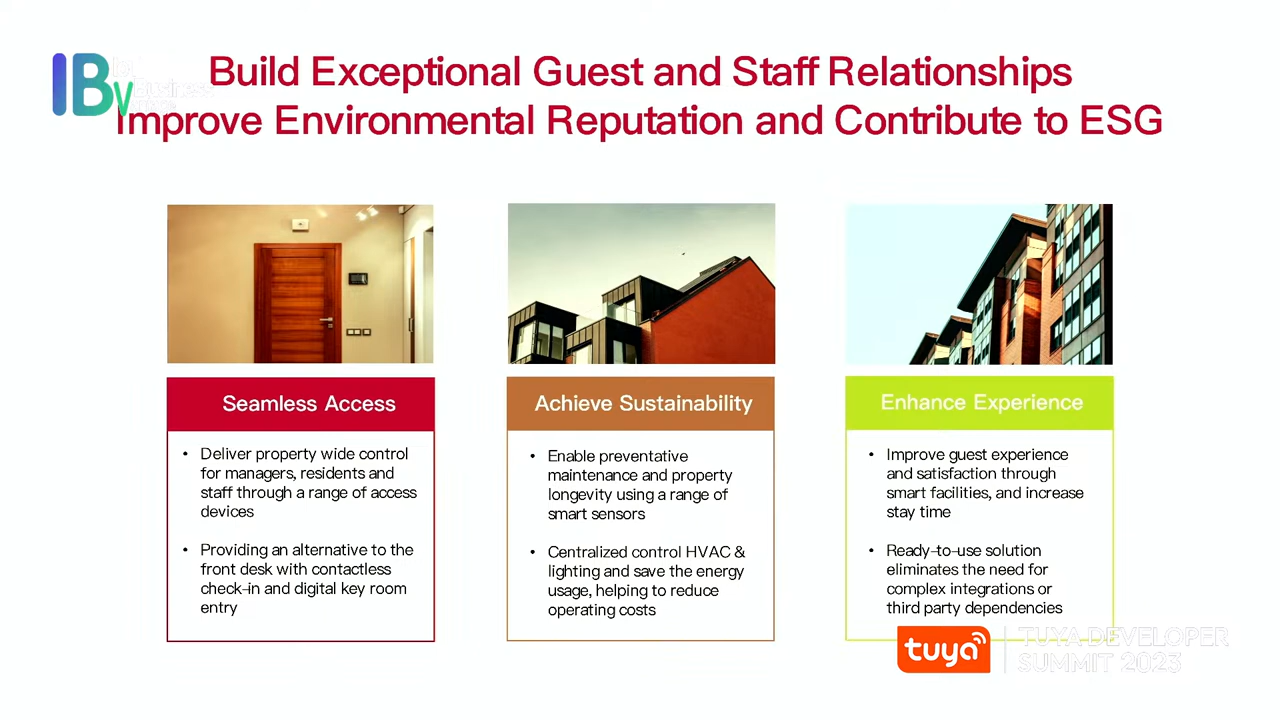 IBv
Business
Build Exceptional Guest and Staff Relationships
Improve Environmental Reputation and Contribute to ESG
Seamless Access
• Deliver property wide control
for managers, residents and
staff through a range of access
devices
• Providing an alternative to the
front desk with contactless
check-in and digital key room
entry
Achieve Sustainability
• Enable preventative
maintenance and property
longevity using a range of
smart sensors
• Centralized control HVAC &
lighting and save the energy
usage, helping to reduce
operating costs
Enhance Experience
• Improve guest experience
and satisfaction through
smart facilities, and increase
stay time
• Ready-to-use solution
eliminates the need for
complex integrations or
third party dependencies
tuya
TUYA DEVELOPER
SUMMIT 2023